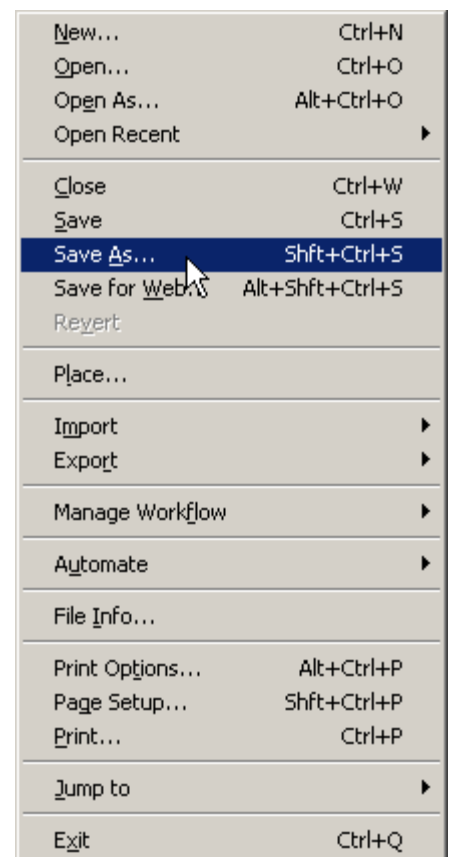 New... Ctrl+N
Open... Ctrl+O
Open As... Alt+Ctrl+O
Open Recent
Close Ctrl+W
Save Ctrl+S
Save As... Shft+Ctrl+S
Save for Web... Alt+Shft+Ctrl+S
Revert
Place...
Import
Export
Manage Workflow
Automate
File Info...
Print Options... Alt+Ctrl+P
Page Setup... Shft+Ctrl+P
Print... Ctrl+P
Jump to
Exit Ctrl+Q